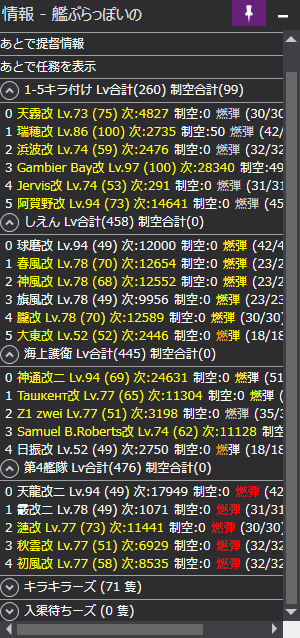 情報 - 艦ぶらっぽいの
あとで提督情報
あとで任務を表示
1-5キラ付け Lv合計(260) 制空合計(99)
0 天霧改 Lv.73 (75) 次:4827 制空:0 燃弾 (30/30
1 瑞穂改 Lv.86 (100) 次:2735 制空:50 燃弾 (42/
2 浜波改 Lv.74 (59) 次:2476 制空:0 燃弾 (32/32
3 Gambier Bay改 Lv.97 (100) 次:28340 制空:49
4 Jervis改 Lv.74 (53) 次:291 制空:0 燃弾 (31/31
5 阿賀野改 Lv.94 (73) 次:14641 制空:0 燃弾 (45
しえん Lv合計(458) 制空合計(0)
0 球磨改 Lv.94 (49) 次:12000 制空:0 燃弾 (42/4
1 春風改 Lv.78 (70) 次:12654 制空:0 燃弾 (23/2
2 神風改 Lv.78 (68) 次:12552 制空:0 燃弾 (23/2
3 旗風改 Lv.78 (49) 次:9956 制空:0 燃弾 (23/23
4 朧改 Lv.78 (70) 次:12589 制空:0 燃弾 (30/30
5 大東改 Lv.52 (52) 次:2446 制空:0 燃弾 (18/18
海上護衛 Lv合計(445) 制空合計(0)
0 神通改二 Lv.94 (69) 次:24631 制空:0 燃弾 (51
1 Ташкент改 Lv.77 (65) 次:11304 制空:0 燃弾
2 Z1 zwei Lv.77 (51) 次:3198 制空:0 燃弾 (35/3
3 Samuel B.Roberts改 Lv.74 (62) 次:11128 制空:0
4 日振改 Lv.52 (49) 次:2750 制空:0 燃弾 (18/18
第4艦隊 Lv合計(476) 制空合計(0)
0 天龍改二 Lv.94 (49) 次:17949 制空:0 燃弾 (42
1 霰改二 Lv.78 (49) 次:1071 制空:0 燃弾 (31/31
2 漣改 Lv.77 (73) 次:11441 制空:0 燃弾 (30/30)
3 秋雲改 Lv.77 (51) 次:6929 制空:0 燃弾 (32/32
4 初風改 Lv.77 (58) 次:8535 制空:0 燃弾 (32/32
キラキラーズ (71 隻)
入渠待ちーズ (0 隻)